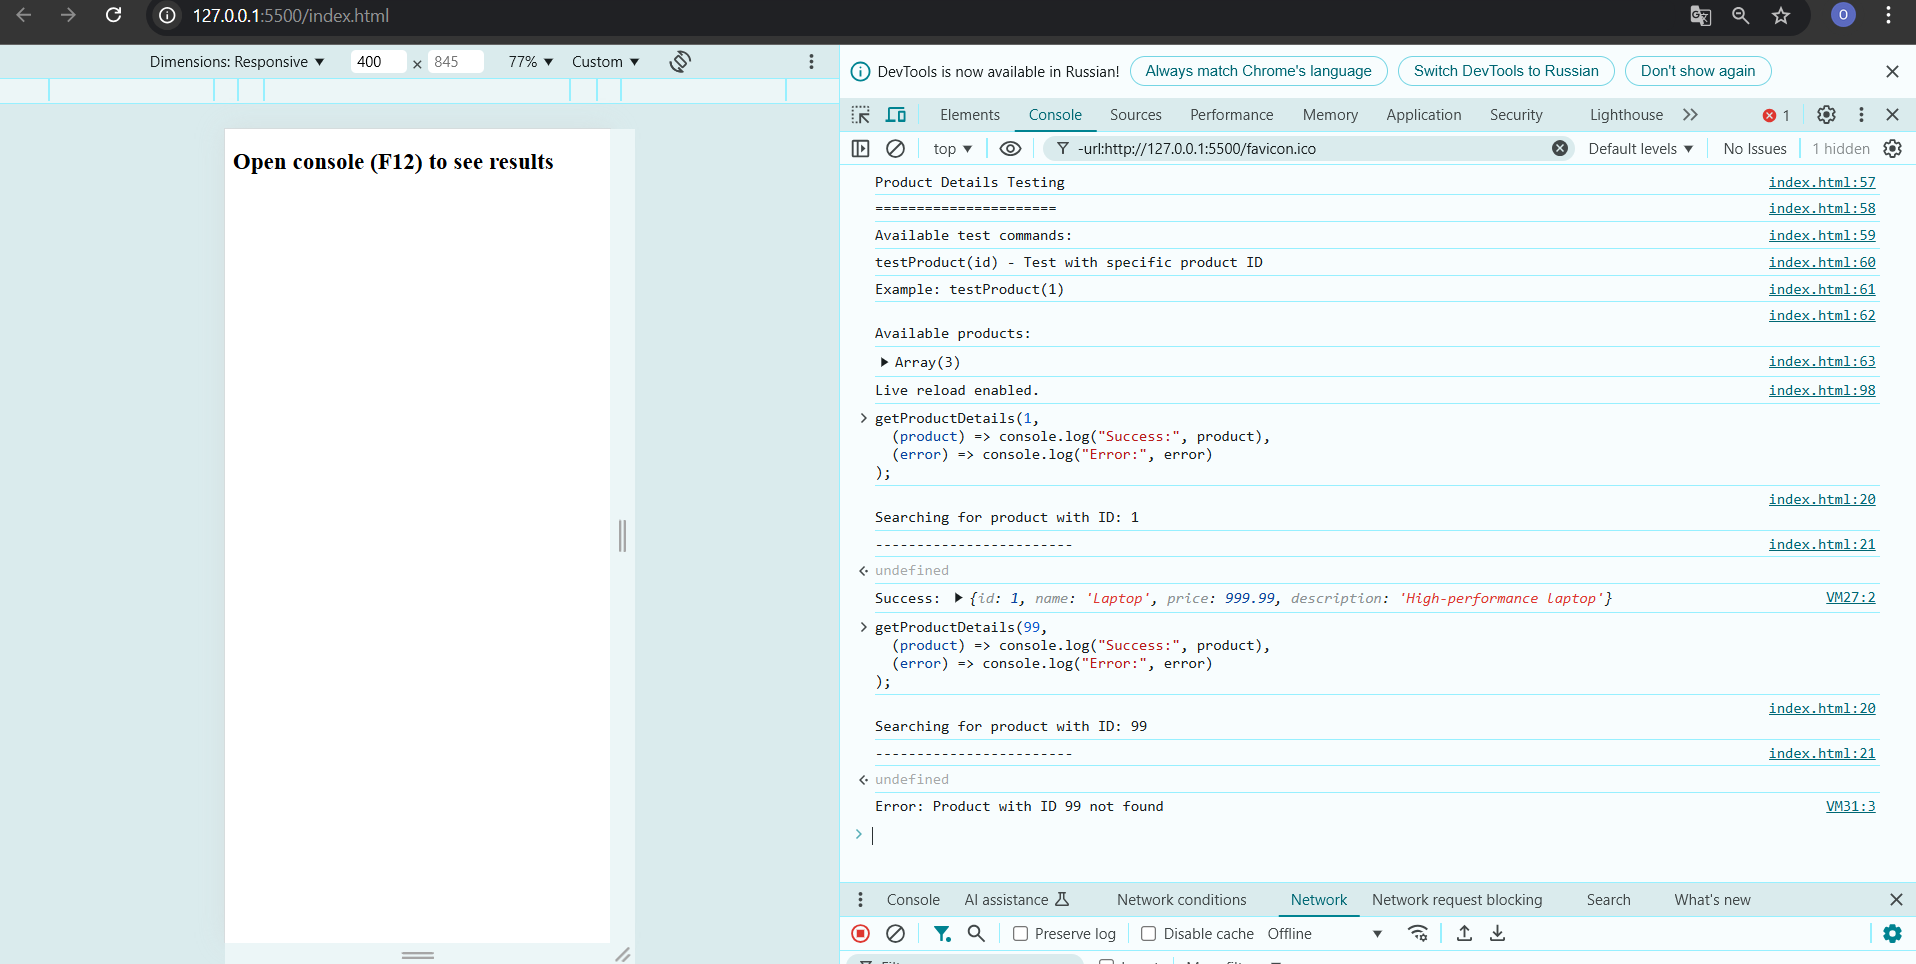 127.0.0.1:5500/index.html
O
Dimensions: Responsive ▼ 400 × 845 77% ▼ Custom ▼
DevTools is now available in Russian! Always match Chrome's language Switch DevTools to Russian Don't show again
Elements Console Sources Performance Memory Application Security Lighthouse 1
top ▼ -url:http://127.0.0.1:5500/favicon.ico Default levels ▼ No Issues 1 hidden
Open console (F12) to see results
Product Details Testing index.html:57
====================== index.html:58
Available test commands: index.html:59
testProduct(id) - Test with specific product ID index.html:60
Example: testProduct(1) index.html:61
index.html:62
Available products:
Array(3) index.html:63
Live reload enabled. index.html:98
getProductDetails(1,
(product) => console.log("Success:", product),
(error) => console.log("Error:", error)
);
index.html:20
Searching for product with ID: 1
------------------------ index.html:21
undefined
Success: {id: 1, name: 'Laptop', price: 999.99, description: 'High-performance laptop'} VM27:2
getProductDetails(99,
(product) => console.log("Success:", product),
(error) => console.log("Error:", error)
);
index.html:20
Searching for product with ID: 99
------------------------ index.html:21
undefined
Error: Product with ID 99 not found VM31:3
Console AI assistance Network conditions Network Network request blocking Search What's new
Preserve log Disable cache Offline